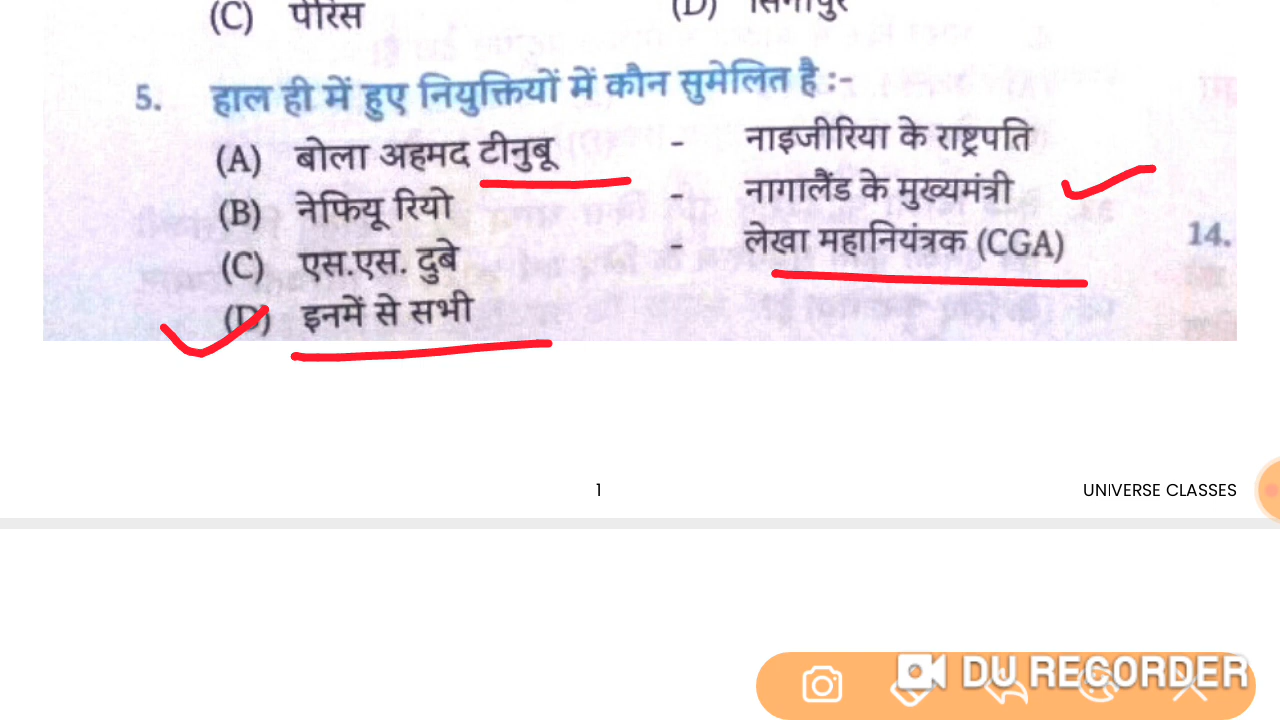 (C) पेरिस (D) सिंगापुर
5. हाल ही में हुए नियुक्तियों में कौन सुमेलित है :-
(A) बोला अहमद टीनुबू - नाइजीरिया के राष्ट्रपति
(B) नेफियू रियो - नागालैंड के मुख्यमंत्री
(C) एस.एस. दुबे - लेखा महानियंत्रक (CGA)
14.
(D) इनमें से सभी
1 UNIVERSE CLASSES
DU RECORDER